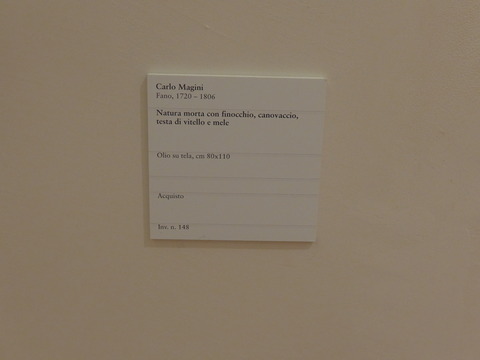 Carlo Magini
Fano, 1720 – 1806
Natura morta con finocchio, canovaccio,
testa di vitello e mele
Olio su tela, cm 80x110
Acquisto
Inv. n. 148